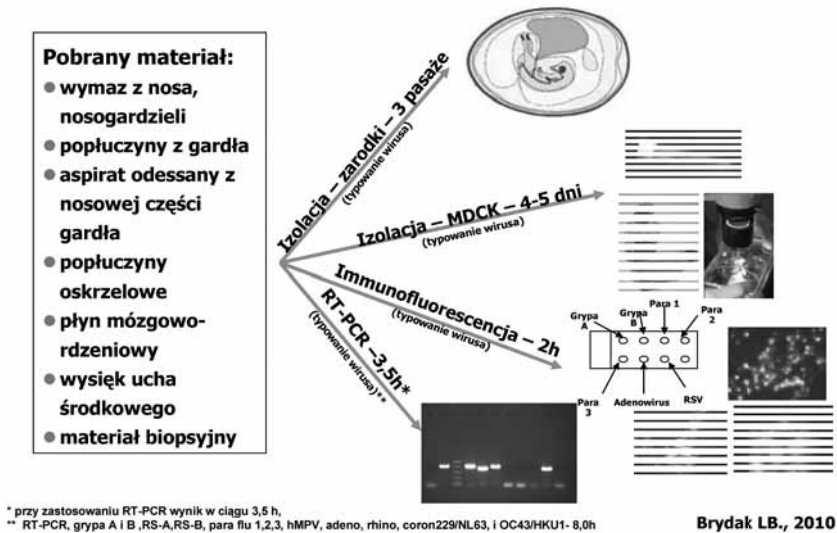 Pobrany materiał:
● wymaz z nosa,
nosogardzieli
● popłuczyny z gardła
● aspirat odessany z
nosowej części
gardła
● popłuczyny
oskrzelowe
● płyn mózgowo-
rdzeniowy
● wysięk ucha
środkowego
● materiał biopsyjny
Izolacja – zarodki – 3 pasaże
(typowanie wirusa)
Izolacja – MDCK – 4-5 dni
(typowanie wirusa)
Immunofluorescencja – 2h
(typowanie wirusa)
RT-PCR –3,5h*
(typowanie wirusa)**
Grypa
A
Grypa
B
Para 1
Para
2
Para
3
Adenowirus
RSV
* przy zastosowaniu RT-PCR wynik w ciągu 3,5 h,
** RT-PCR, grypa A i B ,RS-A,RS-B, para flu 1,2,3, hMPV, adeno, rhino, coron229/NL63, i OC43/HKU1- 8,0h
Brydak LB., 2010